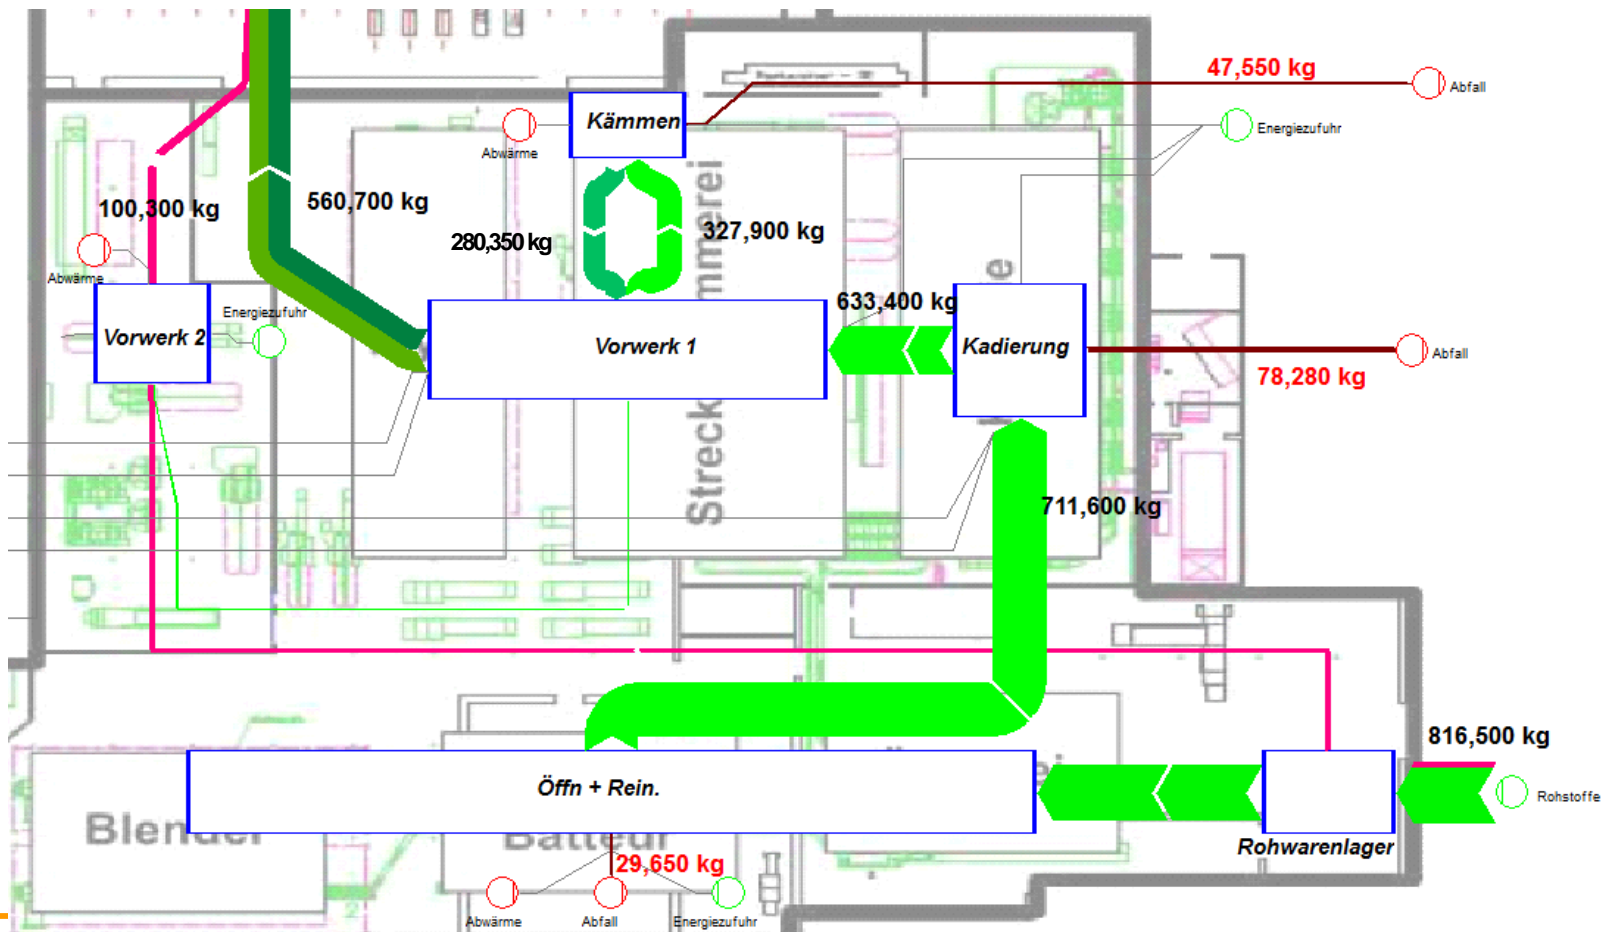 47,550 kg
Abfall
Kämmen
Abwärme
Energiezufuhr
100,300 kg
560,700 kg
280,350 kg
327,900 kg
Abwärme
Energiezufuhr
633,400 kg
Vorwerk 2
Vorwerk 1
Kadierung
Abfall
78,280 kg
Streck
mmerei
e
711,600 kg
816,500 kg
Öffn + Rein.
Rohstoffe
Blender
Batteur
Rohwarenlager
29,650 kg
Abwärme
Abfall
Energiezufuhr